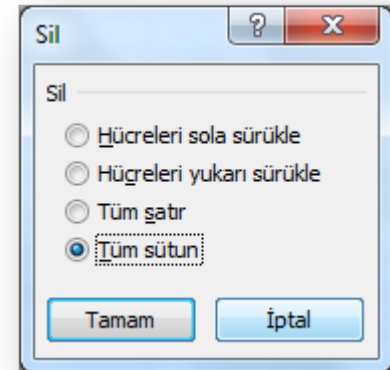 Sil
Sil
Hücreleri sola sürükle
Hücreleri yukarı sürükle
Tüm satır
Tüm sütun
Tamam
İptal